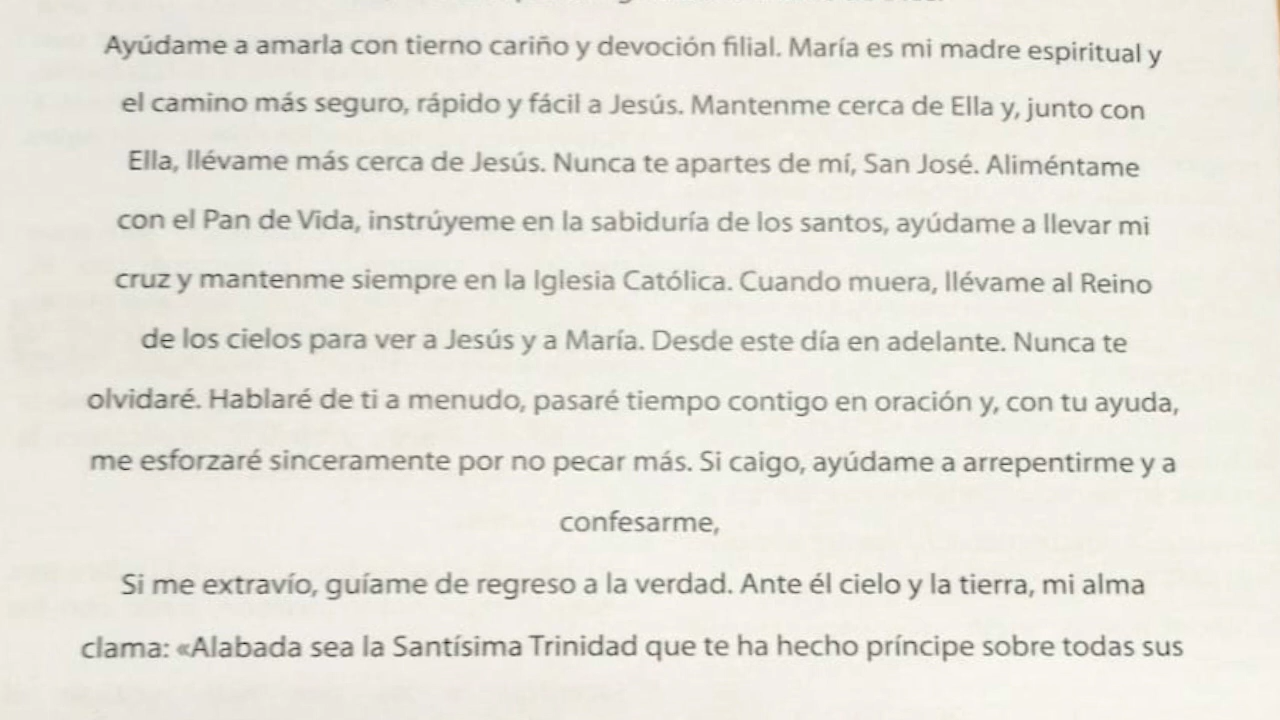 Ayúdame a amarla con tierno cariño y devoción filial. María es mi madre espiritual y
el camino más seguro, rápido y fácil a Jesús. Mantenme cerca de Ella y, junto con
Ella, llévame más cerca de Jesús. Nunca te apartes de mí, San José. Aliméntame
con el Pan de Vida, instrúyeme en la sabiduría de los santos, ayúdame a llevar mi
cruz y mantenme siempre en la Iglesia Católica. Cuando muera, llévame al Reino
de los cielos para ver a Jesús y a María. Desde este día en adelante. Nunca te
olvidaré. Hablaré de ti a menudo, pasaré tiempo contigo en oración y, con tu ayuda,
me esforzaré sinceramente por no pecar más. Si caigo, ayúdame a arrepentirme y a
confesarme,
Si me extravío, guíame de regreso a la verdad. Ante él cielo y la tierra, mi alma
clama: «Alabada sea la Santísima Trinidad que te ha hecho príncipe sobre todas sus